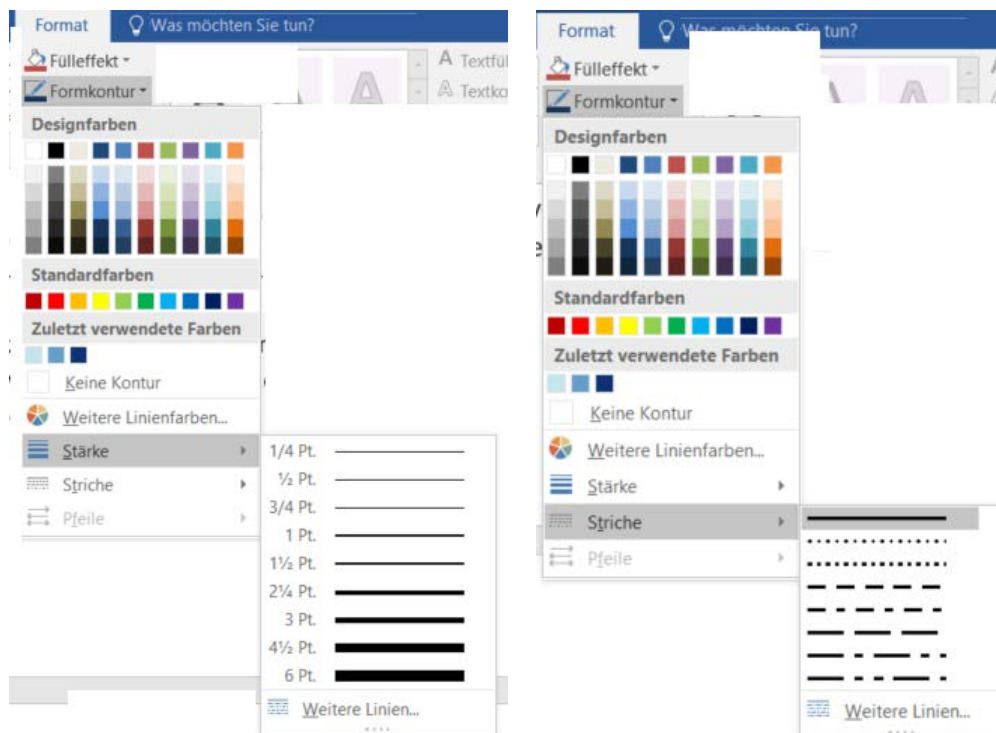 Format Was möchten Sie tun?
Fülleffekt
A Textfül
Formkontur
A Textko
Designfarben
Standardfarben
Zuletzt verwendete Farben
Keine Kontur
Weitere Linienfarben...
Stärke
Striche
Pfeile
1/4 Pt.
½ Pt.
3/4 Pt.
1 Pt.
1½ Pt.
2¼ Pt.
3 Pt.
4½ Pt.
6 Pt.
Weitere Linien...
Format Was möchten Sie tun?
Fülleffekt
Formkontur
Designfarben
Standardfarben
Zuletzt verwendete Farben
Keine Kontur
Weitere Linienfarben...
Stärke
Striche
Pfeile
Weitere Linien...